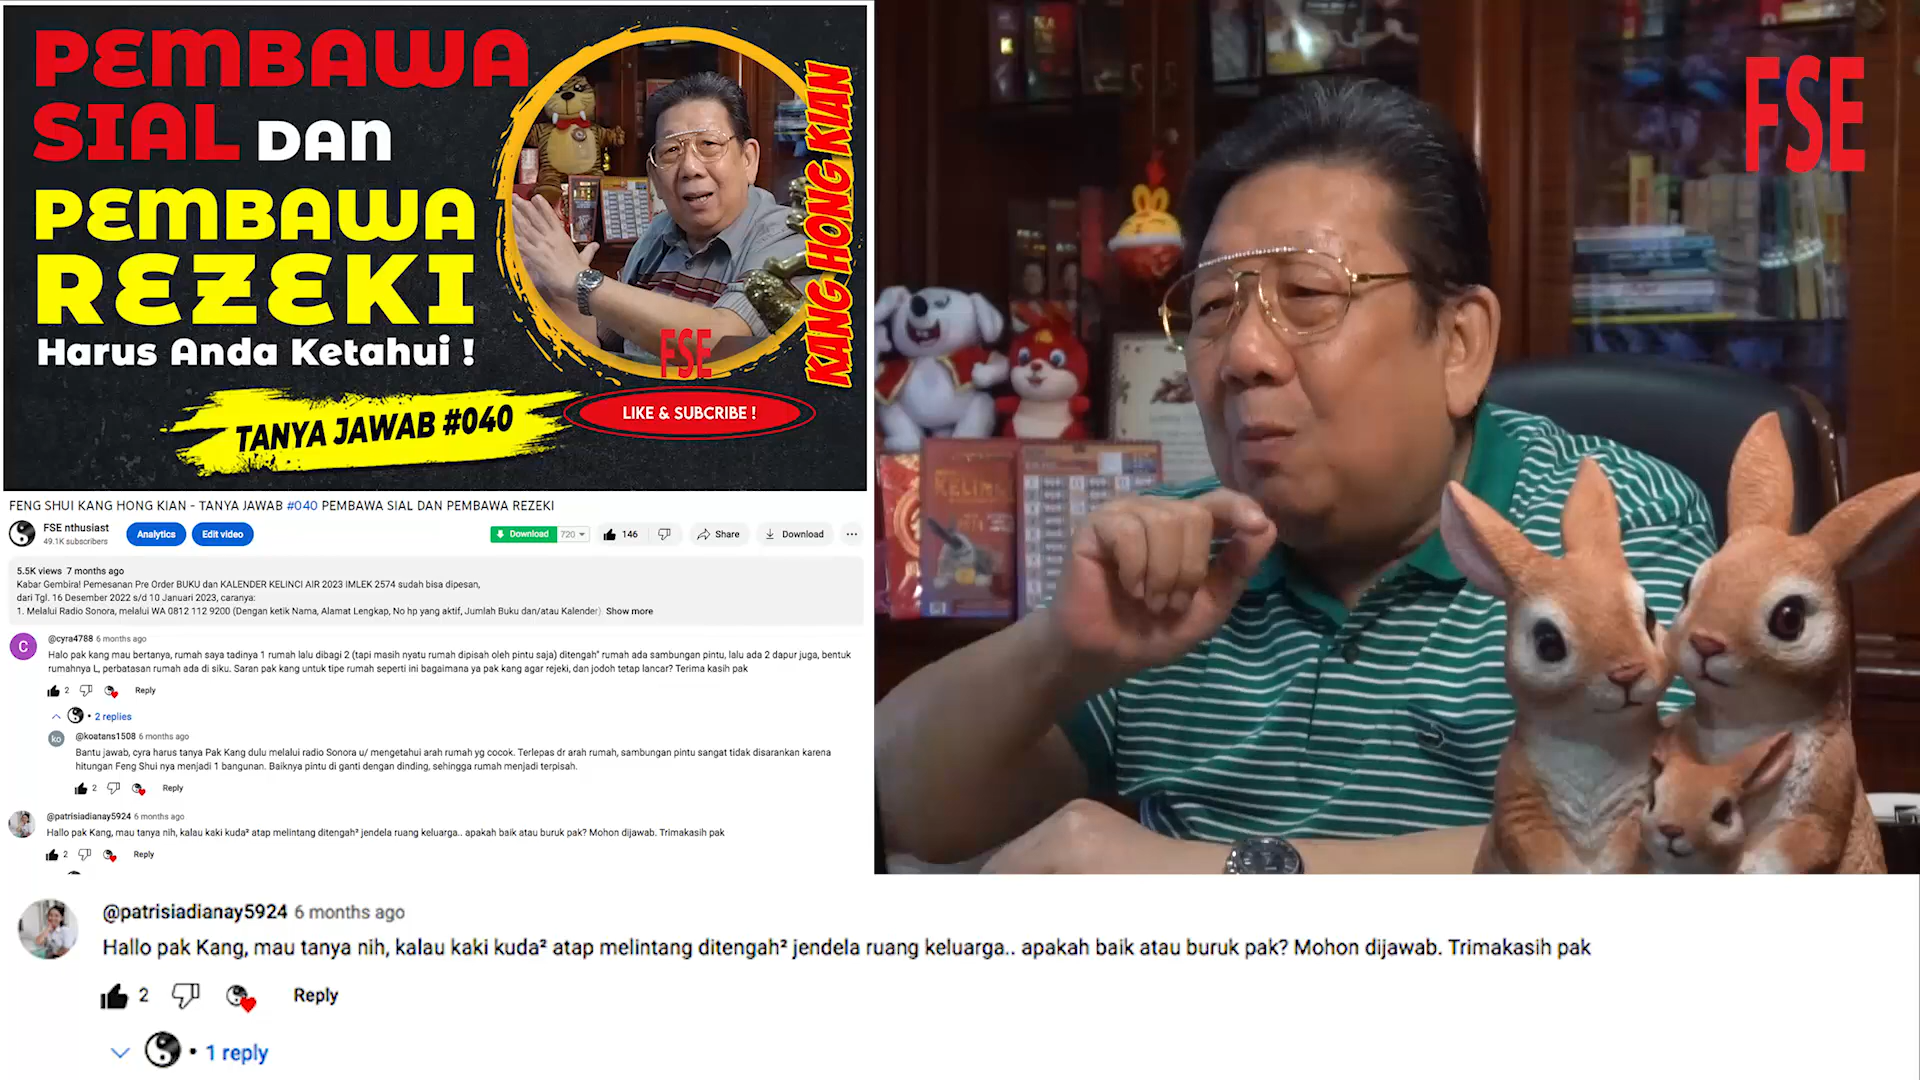 PEMBAWA
SIAL DAN
PEMBAWA
REZEKI
Harus Anda Ketahui !
KANG HONG KIAN
FSE
TANYA JAWAB #040
LIKE & SUBCRIBE !
FENG SHUI KANG HONG KIAN - TANYA JAWAB #040 PEMBAWA SIAL DAN PEMBAWA REZEKI
FSE nthusiast
49.1K subscribers
Analytics
Edit video
Download 720
146
Share
Download
5.5K views 7 months ago
Kabar Gembira! Pemesanan Pre Order BUKU dan KALENDER KELINCI AIR 2023 IMLEK 2574 sudah bisa dipesan,
dari Tgl. 16 Desember 2022 s/d 10 Januari 2023, caranya:
1. Melalui Radio Sonora, melalui WA 0812 112 9200 (Dengan ketik Nama, Alamat Lengkap, No hp yang aktif, Jumlah Buku dan/atau Kalender) Show more
C
@cyra4788 6 months ago
Halo pak kang mau bertanya, rumah saya tadinya 1 rumah lalu dibagi 2 (tapi masih nyatu rumah dipisah oleh pintu saja) ditengah" rumah ada sambungan pintu, lalu ada 2 dapur juga, bentuk
rumahnya L, perbatasan rumah ada di siku. Saran pak kang untuk tipe rumah seperti ini bagaimana ya pak kang agar rejeki, dan jodoh tetap lancar? Terima kasih pak
2
Reply
2 replies
ko
@koatans1508 6 months ago
Bantu jawab, cyra harus tanya Pak Kang dulu melalui radio Sonora u/ mengetahui arah rumah yg cocok. Terlepas dr arah rumah, sambungan pintu sangat tidak disarankan karena
hitungan Feng Shui nya menjadi 1 bangunan. Baiknya pintu di ganti dengan dinding, sehingga rumah menjadi terpisah.
2
Reply
@patrisiadianay5924 6 months ago
Hallo pak Kang, mau tanya nih, kalau kaki kuda² atap melintang ditengah² jendela ruang keluarga.. apakah baik atau buruk pak? Mohon dijawab. Trimakasih pak
2
Reply
FSE
@patrisiadianay5924 6 months ago
Hallo pak Kang, mau tanya nih, kalau kaki kuda² atap melintang ditengah² jendela ruang keluarga.. apakah baik atau buruk pak? Mohon dijawab. Trimakasih pak
2
Reply
1 reply